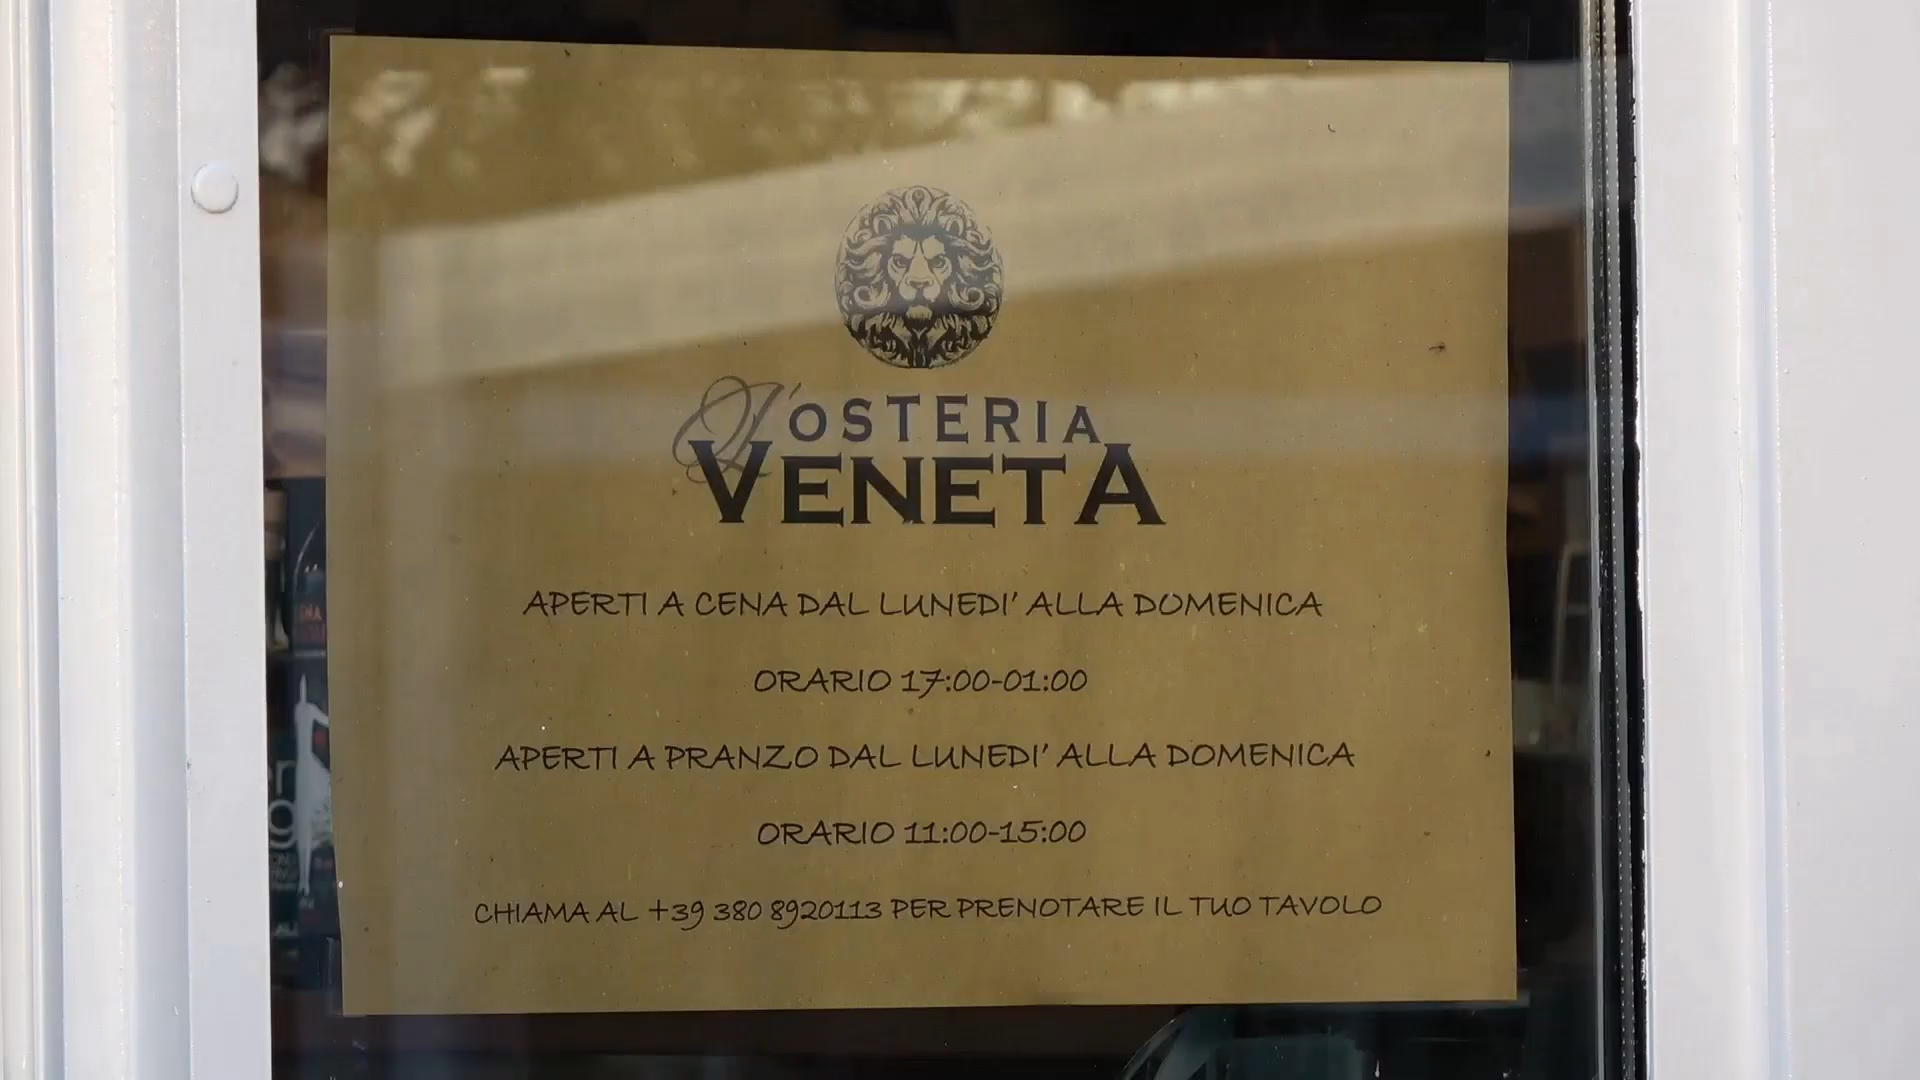 L'OSTERIA
VENETA
APERTI A CENA DAL LUNEDI' ALLA DOMENICA
ORARIO 17:00-01:00
APERTI A PRANZO DAL LUNEDI' ALLA DOMENICA
ORARIO 11:00-15:00
CHIAMA AL +39 380 8920113 PER PRENOTARE IL TUO TAVOLO